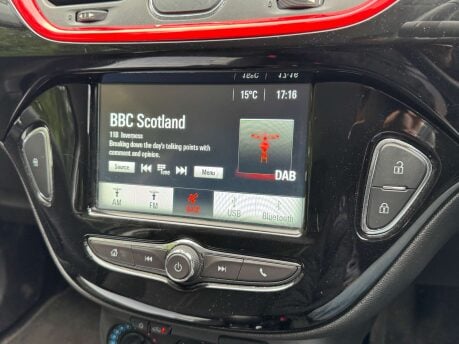 15°C 17:16
BBC Scotland
11B Inverness
Breaking down the day's talking points with
comment and opinion.
Source Menu
DAB
AM FM DAB USB Bluetooth